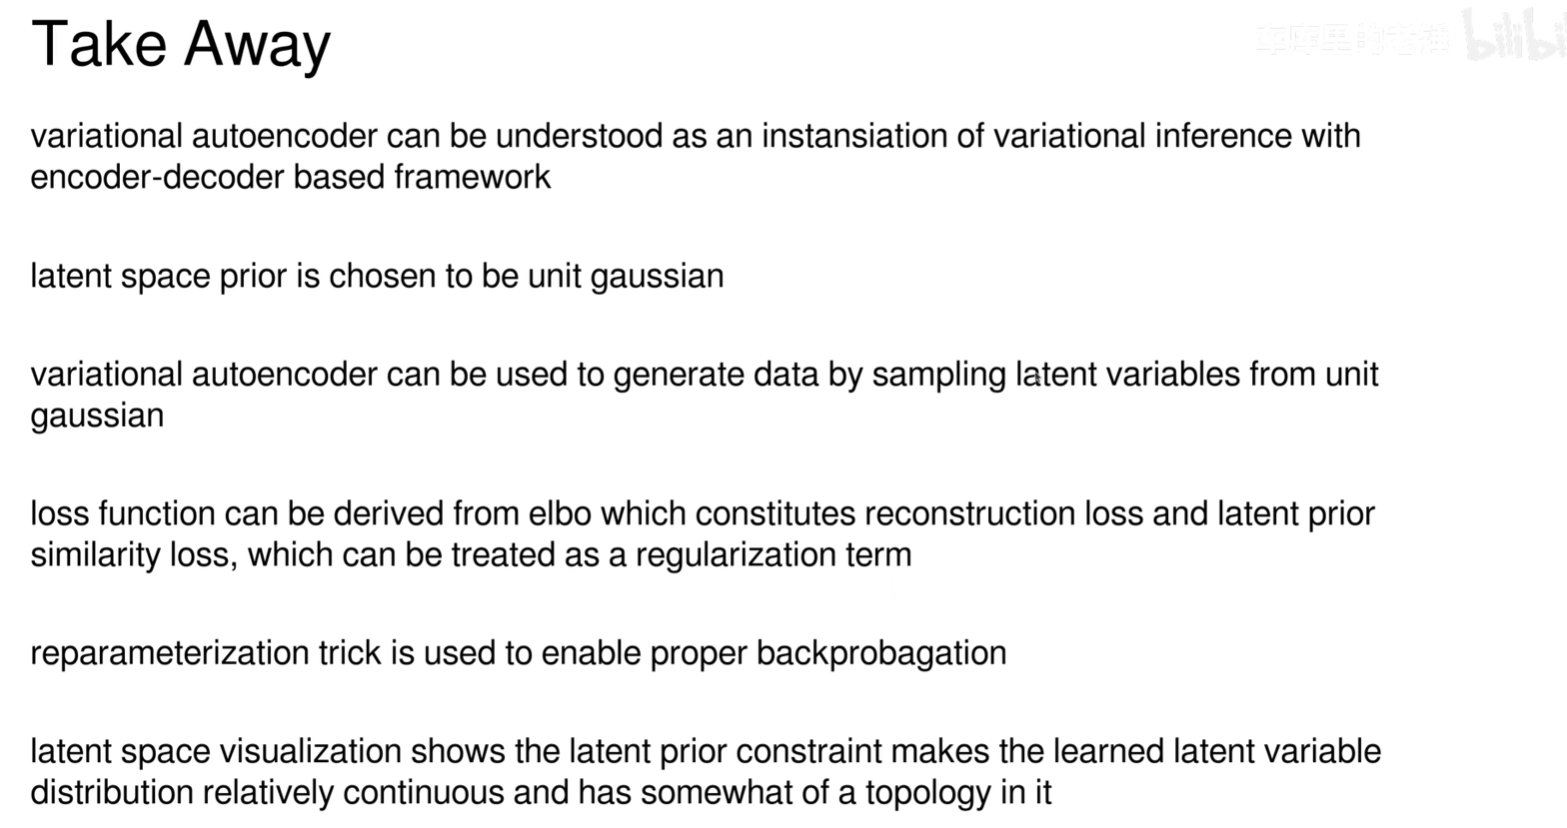 Take Away
bilibi
variational autoencoder can be understood as an instansiation of variational inference with
encoder-decoder based framework
latent space prior is chosen to be unit gaussian
variational autoencoder can be used to generate data by sampling latent variables from unit
gaussian
loss function can be derived from elbo which constitutes reconstruction loss and latent prior
similarity loss, which can be treated as a regularization term
reparameterization trick is used to enable proper backprobagation
latent space visualization shows the latent prior constraint makes the learned latent variable
distribution relatively continuous and has somewhat of a topology in it